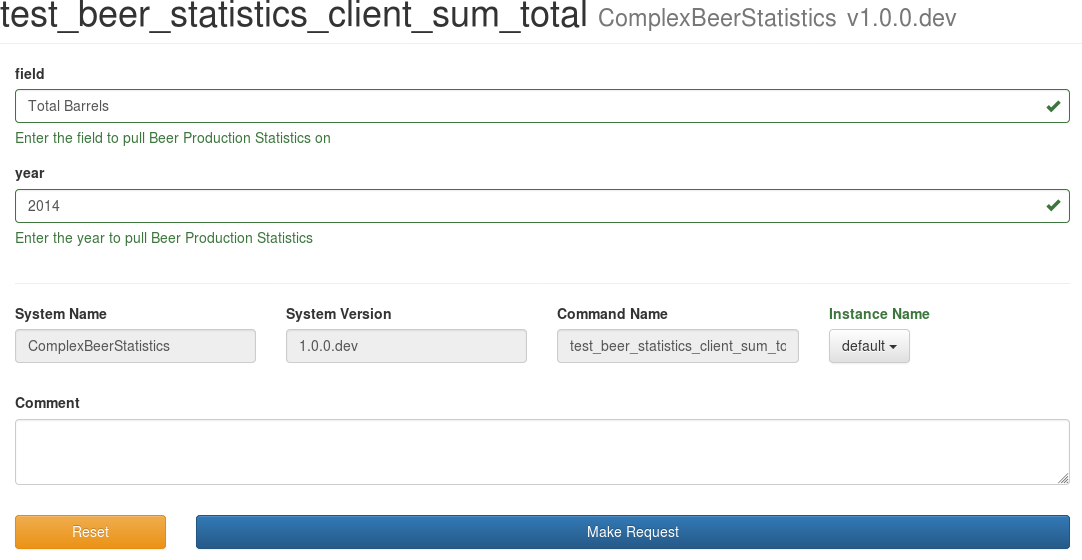 test_beer_statistics_client_sum_total ComplexBeerStatistics v1.0.0.dev
field
Total Barrels
Enter the field to pull Beer Production Statistics on
year
2014
Enter the year to pull Beer Production Statistics
System Name System Version Command Name Instance Name
ComplexBeerStatistics 1.0.0.dev test_beer_statistics_client_sum_to default
Comment
Reset Make Request